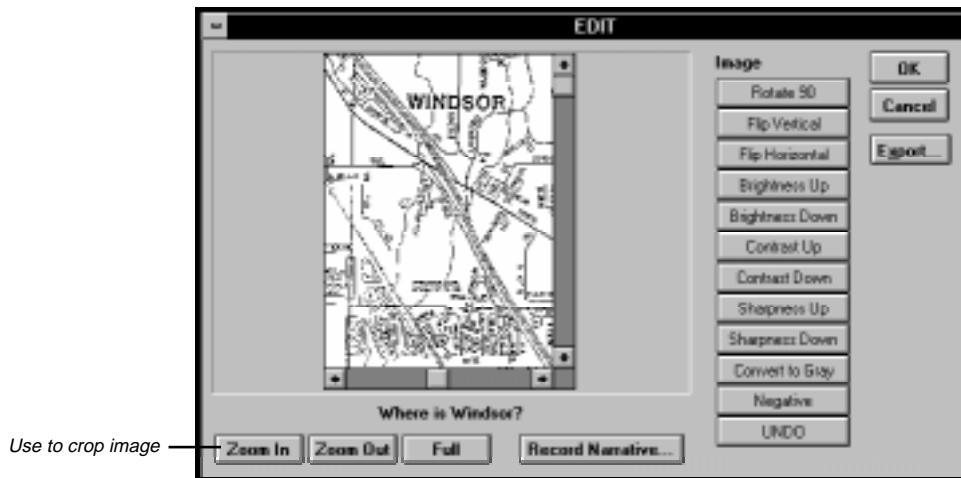 EDIT
WINDSOR
Image
Rotate 90
Flip Vertical
Flip Horizontal
Brightness Up
Brightness Down
Contrast Up
Contrast Down
Sharpness Up
Sharpness Down
Convert to Gray
Negative
UNDO
OK
Cancel
Export...
Where is Windsor?
Use to crop image
Zoom In
Zoom Out
Full
Record Narrative...